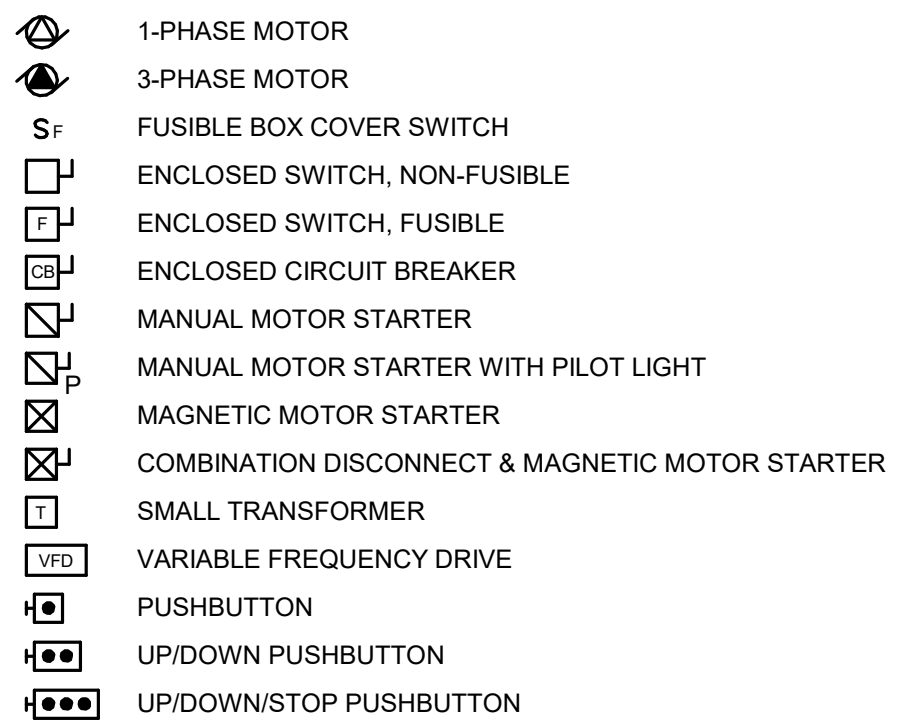 1-PHASE MOTOR
3-PHASE MOTOR
SF FUSIBLE BOX COVER SWITCH
ENCLOSED SWITCH, NON-FUSIBLE
F ENCLOSED SWITCH, FUSIBLE
CB ENCLOSED CIRCUIT BREAKER
MANUAL MOTOR STARTER
P MANUAL MOTOR STARTER WITH PILOT LIGHT
MAGNETIC MOTOR STARTER
COMBINATION DISCONNECT & MAGNETIC MOTOR STARTER
T SMALL TRANSFORMER
VFD VARIABLE FREQUENCY DRIVE
PUSHBUTTON
UP/DOWN PUSHBUTTON
UP/DOWN/STOP PUSHBUTTON